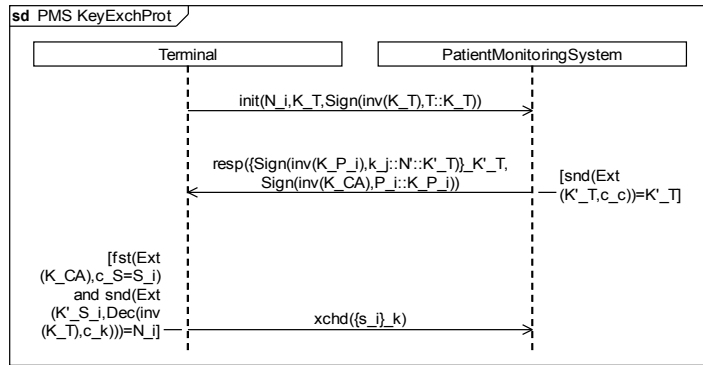 sd PMS KeyExchProt
Terminal
PatientMonitoringSystem
init(N_i,K_T,Sign(inv(K_T),T::K_T))
resp({Sign(inv(K_P_i),k_j::N'::K'_T)}_K'_T,
Sign(inv(K_CA),P_i::K_P_i))
[snd(Ext
(K'_T,c_c))=K'_T]
[fst(Ext
(K_CA),c_S=S_i)
and snd(Ext
(K'_S_i,Dec(inv
(K_T),c_k)))=N_i]
xchd({s_i}_k)